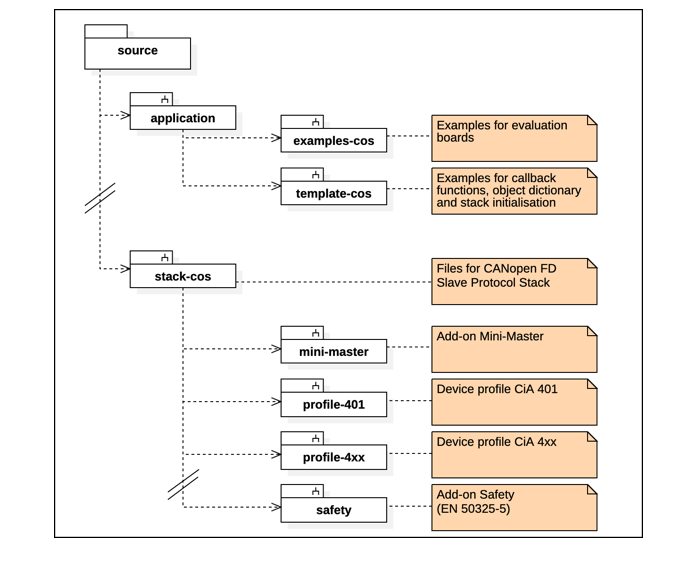 source
application
examples-cos
Examples for evaluation
boards
template-cos
Examples for callback
functions, object dictionary
and stack initialisation
stack-cos
Files for CANopen FD
Slave Protocol Stack
mini-master
Add-on Mini-Master
profile-401
Device profile CiA 401
profile-4xx
Device profile CiA 4xx
safety
Add-on Safety
(EN 50325-5)